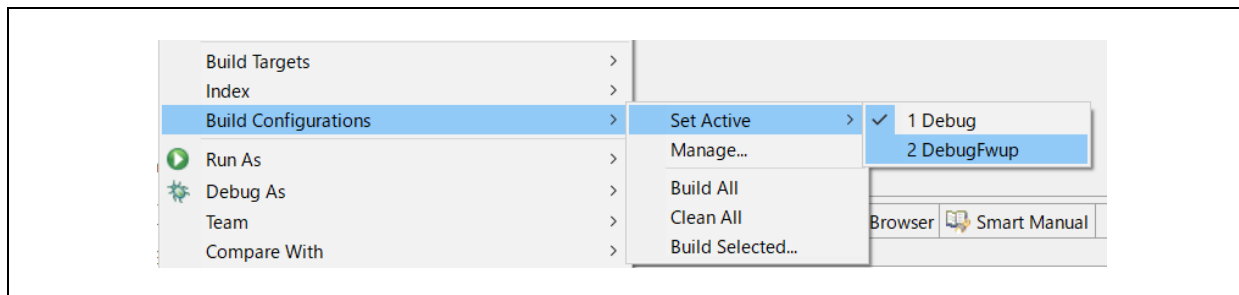 Build Targets
Index
Build Configurations
Run As
Debug As
Team
Compare With
Set Active
Manage...
Build All
Clean All
Build Selected...
1 Debug
2 DebugFwup
Browser
Smart Manual